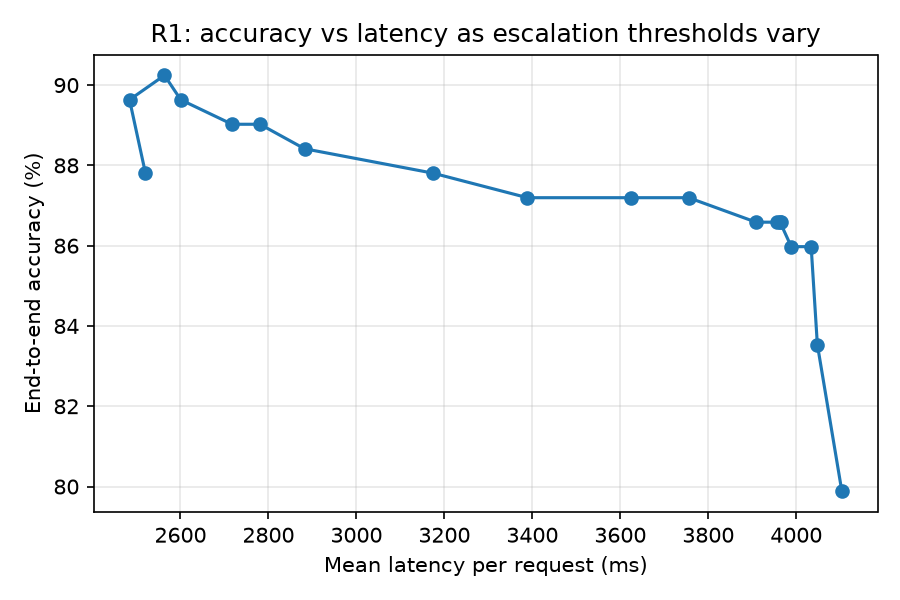 R1: accuracy vs latency as escalation thresholds vary
End-to-end accuracy (%)
90
88
86
84
82
80
2600 2800 3000 3200 3400 3600 3800 4000
Mean latency per request (ms)